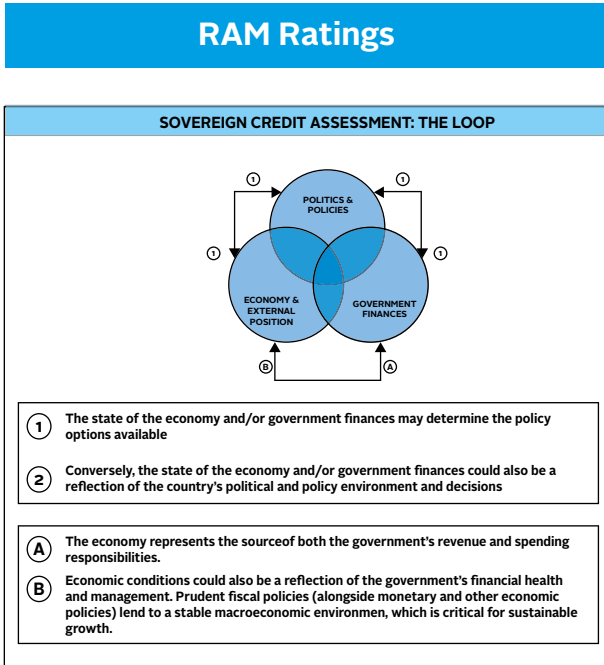 RAM Ratings
SOVEREIGN CREDIT ASSESSMENT: THE LOOP
1
1
POLITICS &
POLICIES
1
1
ECONOMY &
EXTERNAL
POSITION
GOVERNMENT
FINANCES
B
A
1
The state of the economy and/or government finances may determine the policy
options available
2
Conversely, the state of the economy and/or government finances could also be a
reflection of the country's political and policy environment and decisions
A
The economy represents the sourceof both the government's revenue and spending
responsibilities.
B
Economic conditions could also be a reflection of the government's financial health
and management. Prudent fiscal policies (alongside monetary and other economic
policies) lend to a stable macroeconomic environmen, which is critical for sustainable
growth.